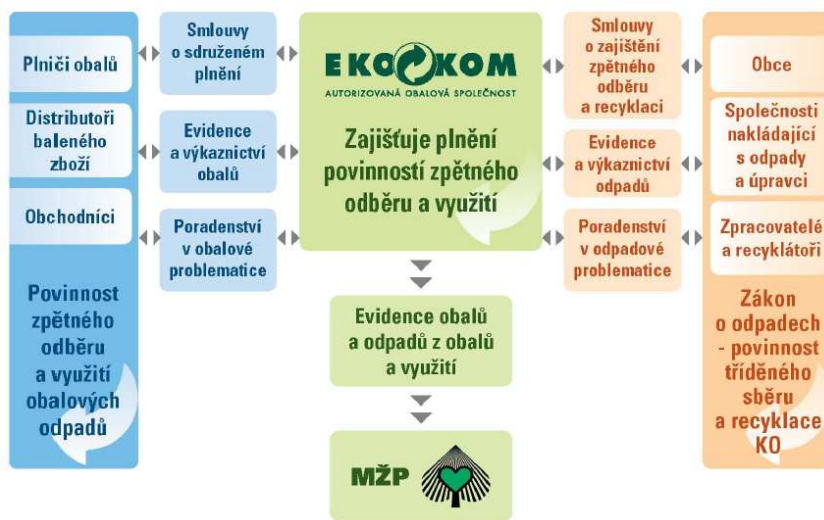 Plniči obalů
Distributoři
baleného
zboží
Obchodníci
Povinnost
zpětného
odběru
a využití
obalových
odpadů
Smlouvy
o sdruženém
plnění
Evidence
a výkaznictví
obalů
Poradenství
v obalové
problematice
EKO KOM
AUTORIZOVANÁ OBALOVÁ SPOLEČNOST
Zajišťuje plnění
povinností zpětného
odběru a využití
Evidence obalů
a odpadů z obalů
a využití
MŽP
Smlouvy
o zajištění
zpětného
odběru
a recyklaci
Evidence
a výkaznictví
odpadů
Poradenství
v odpadové
problematice
Obce
Společnosti
nakládající
s odpady
a úpravci
Zpracovatelé
a recyklátoři
Zákon
o odpadech
- povinnost
tříděného
sběru
a recyklace
KO